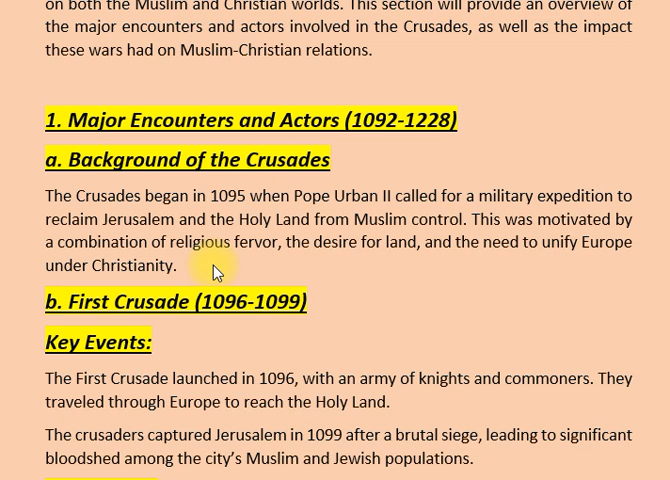 on both the Muslim and Christian worlds. This section will provide an overview of
the major encounters and actors involved in the Crusades, as well as the impact
these wars had on Muslim-Christian relations.
1. Major Encounters and Actors (1092-1228)
a. Background of the Crusades
The Crusades began in 1095 when Pope Urban II called for a military expedition to
reclaim Jerusalem and the Holy Land from Muslim control. This was motivated by
a combination of religious fervor, the desire for land, and the need to unify Europe
under Christianity.
b. First Crusade (1096-1099)
Key Events:
The First Crusade launched in 1096, with an army of knights and commoners. They
traveled through Europe to reach the Holy Land.
The crusaders captured Jerusalem in 1099 after a brutal siege, leading to significant
bloodshed among the city’s Muslim and Jewish populations.